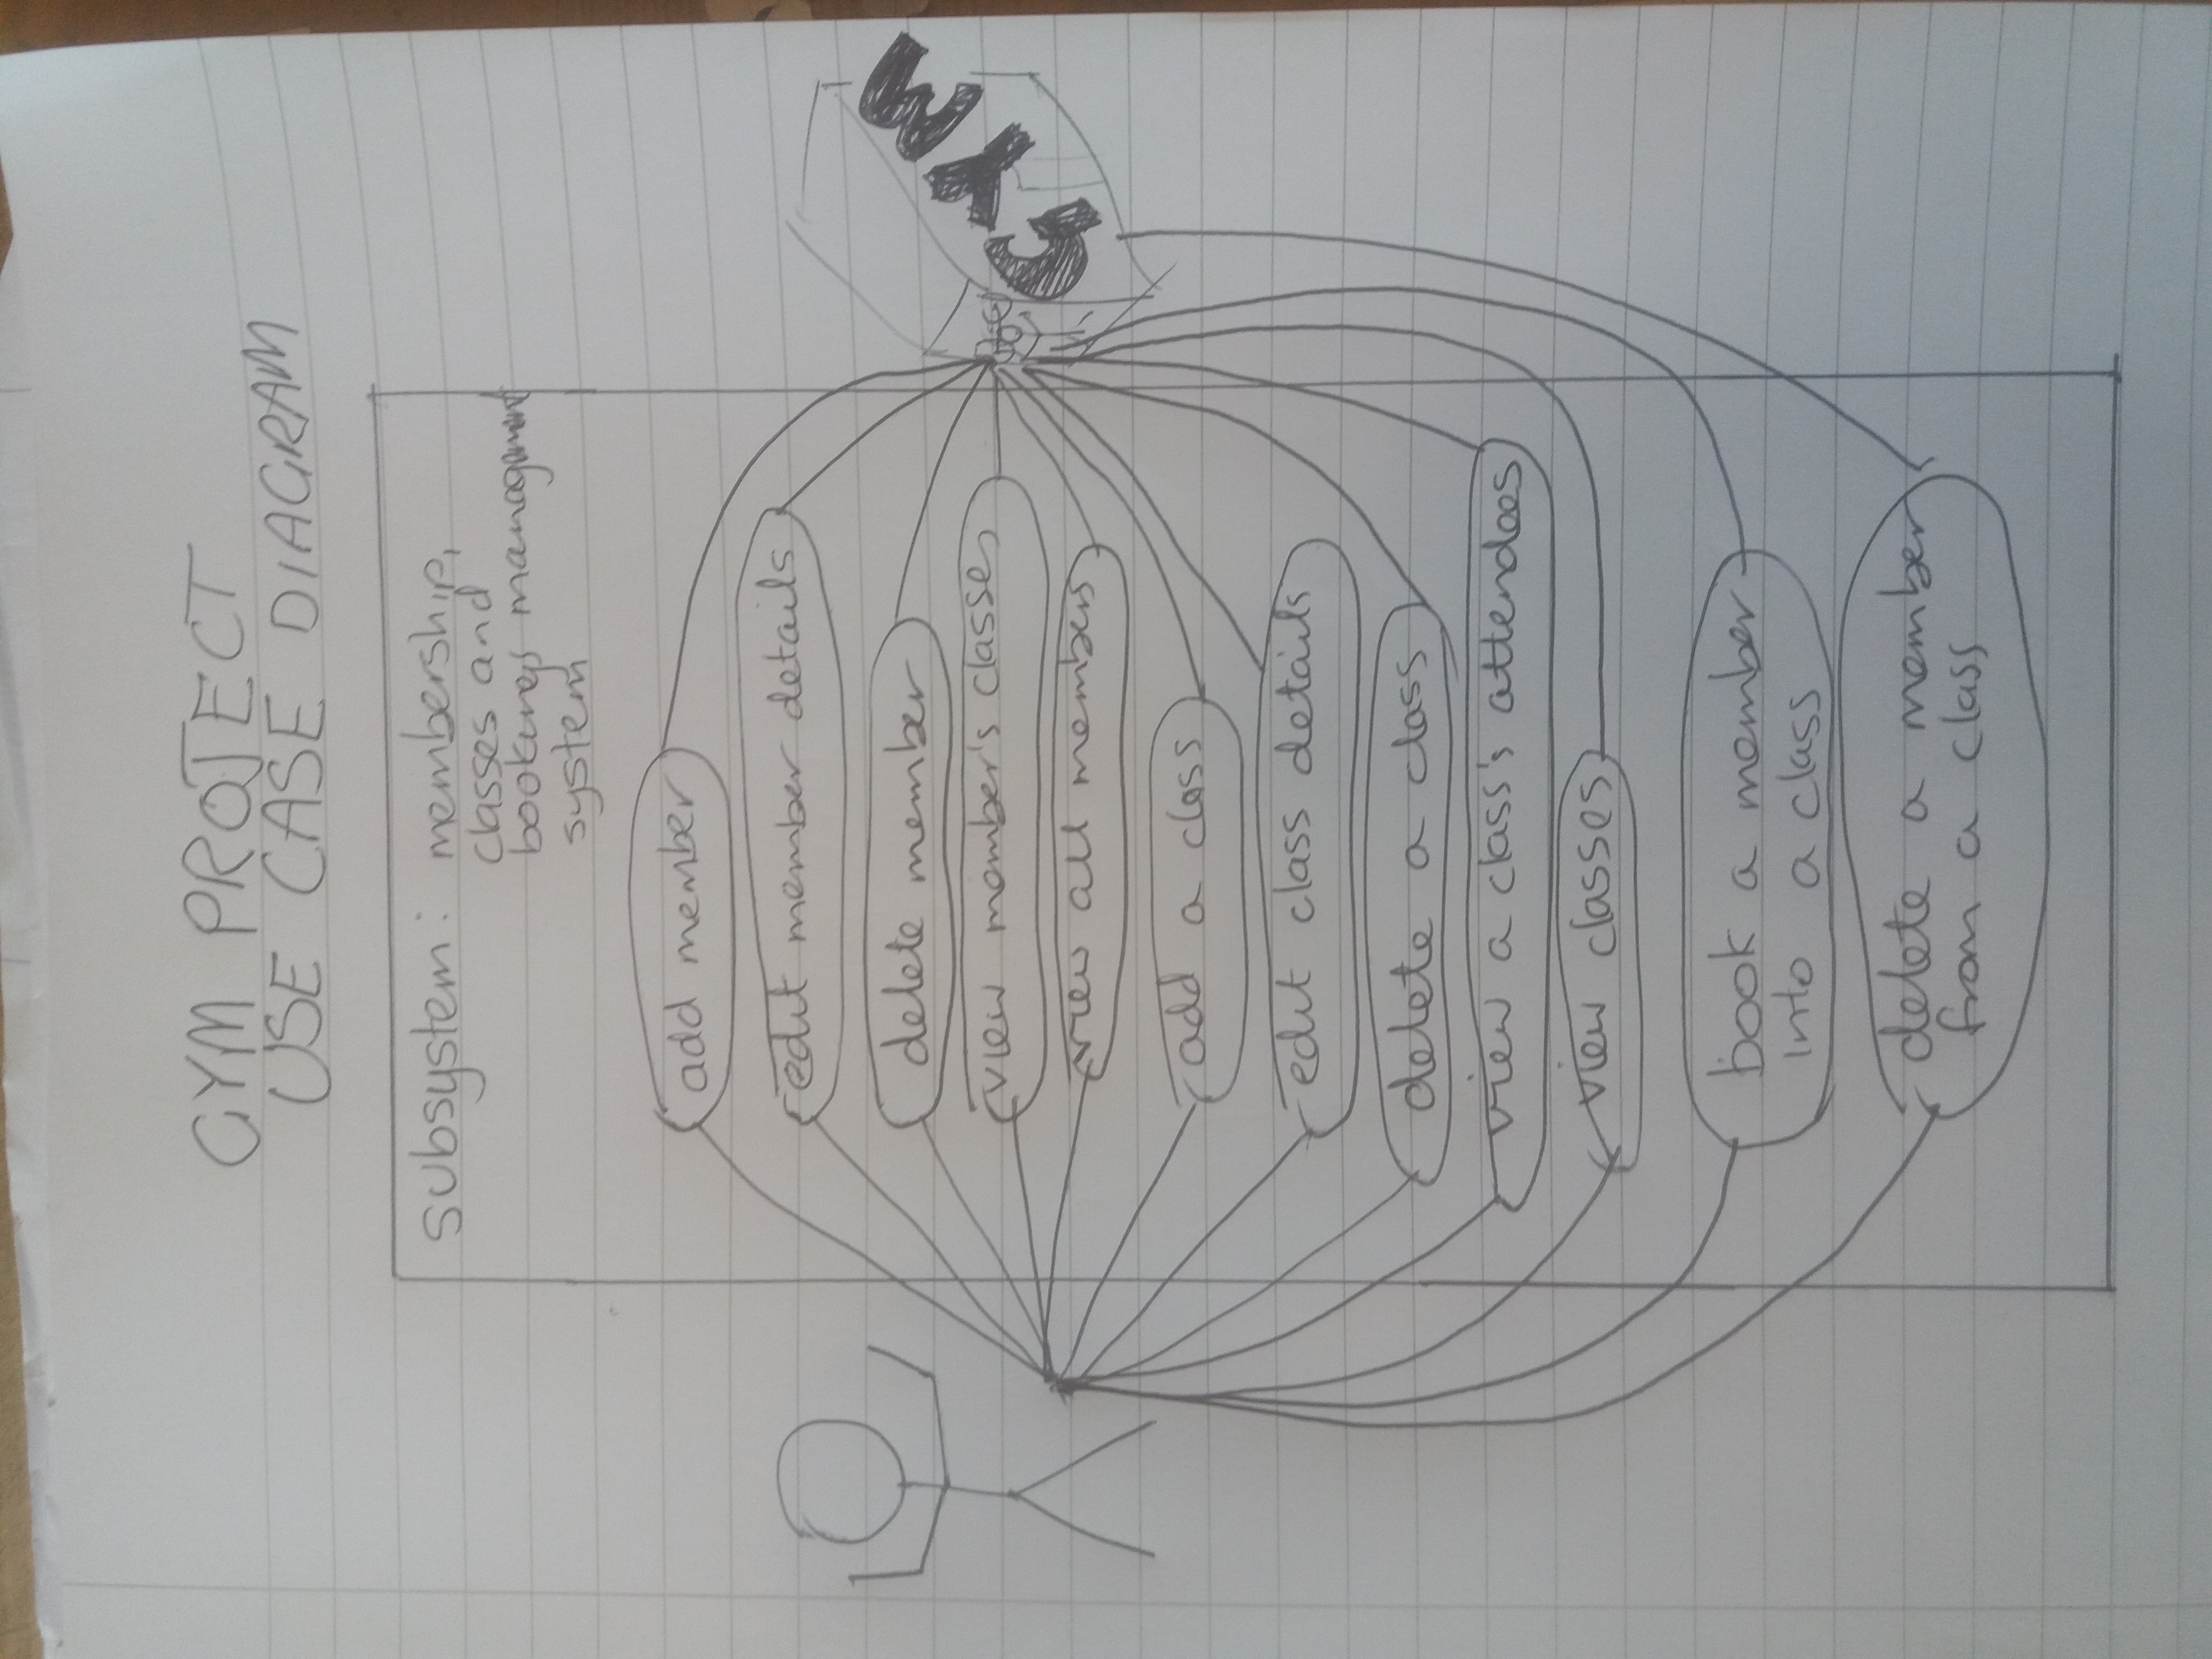 GYM PROJECT
USE CASE DIAGRAM
subsystem: membership,
classes and
bookings management
system
add member
edit member details
delete member
view member's classes
view all members
add a class
edit class details
delete a class
view a class's attendees
view classes
book a member
into a class
delete a member
from a class
GYM